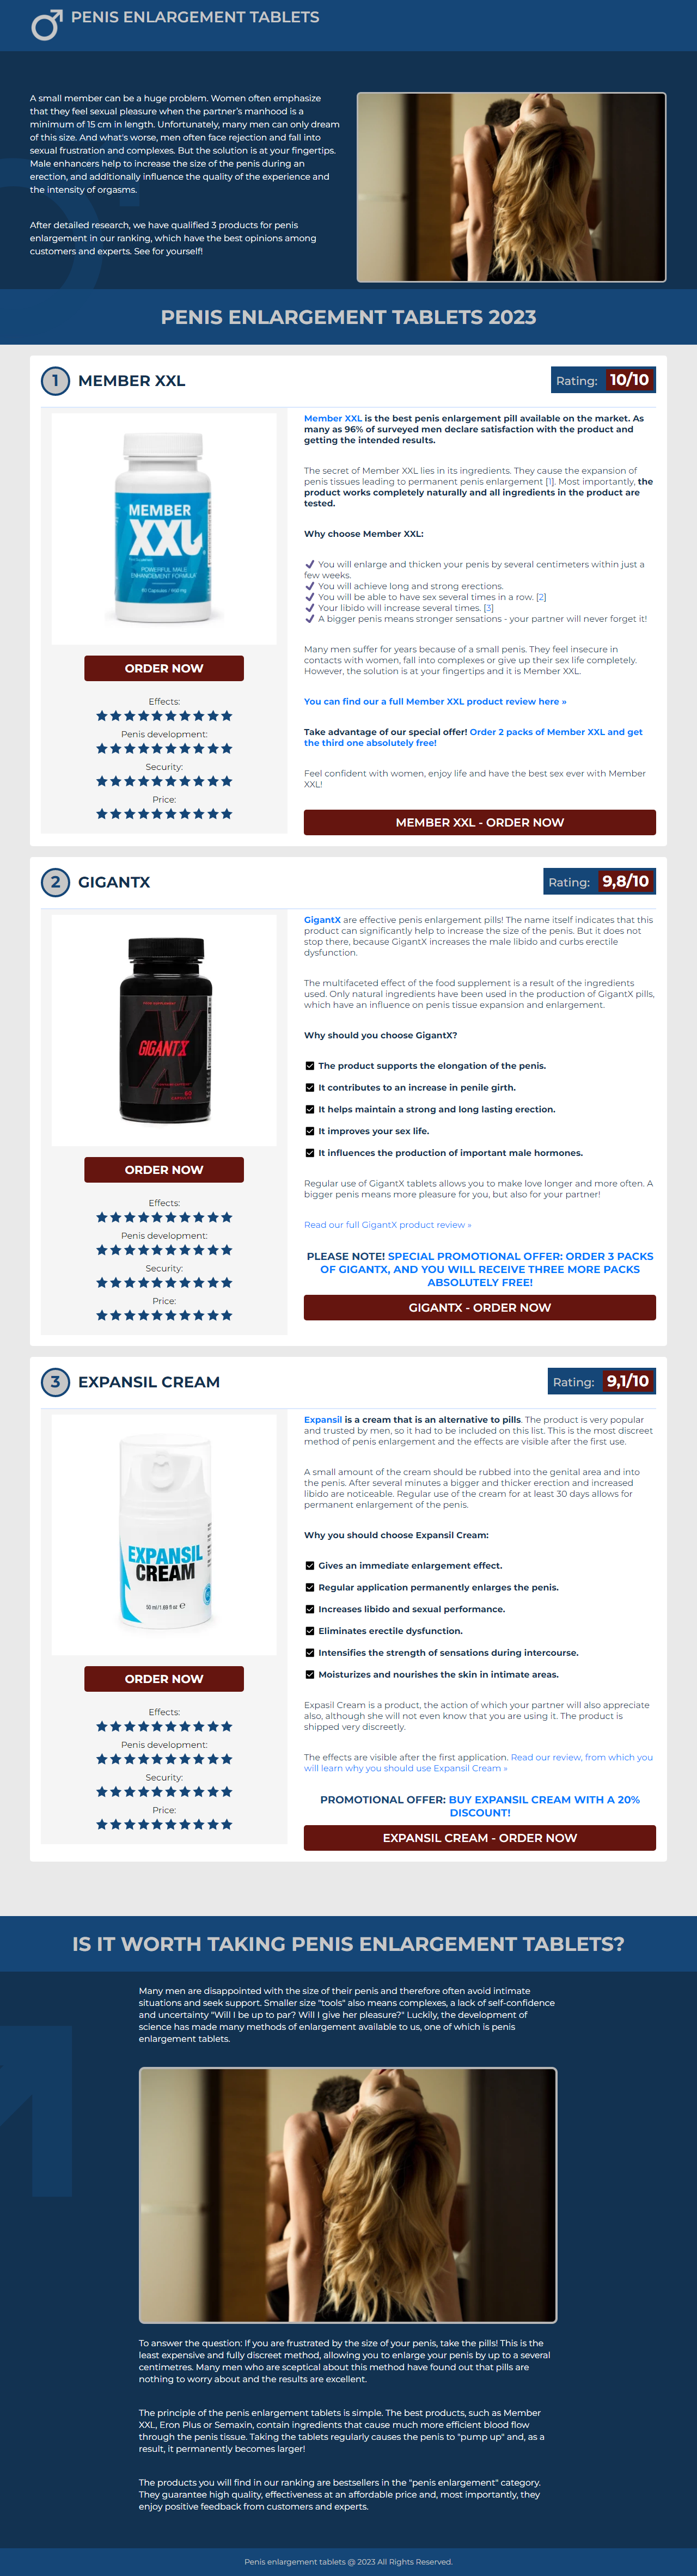 PENIS ENLARGEMENT TABLETS
A small member can be a huge problem. Women often emphasize
that they feel sexual pleasure when the partner's manhood is a
minimum of 15 cm in length. Unfortunately, many men can only dream
of this size. And what's worse, men often face rejection and fall into
sexual frustration and complexes. But the solution is at your fingertips.
Male enhancers help to increase the size of the penis during an
erection, and additionally influence the quality of the experience and
the intensity of orgasms.
After detailed research, we have qualified 3 products for penis
enlargement in our ranking, which have the best opinions among
customers and experts. See for yourself!
PENIS ENLARGEMENT TABLETS 2023
1 MEMBER XXL
Rating: 10/10
MEMBER
XXL
POWERFUL MALE
ENHANCEMENT FORMULA
ORDER NOW
Effects:
Penis development:
Security:
Price:
Member XXL is the best penis enlargement pill available on the market. As
many as 96% of surveyed men declare satisfaction with the product and
getting the intended results.
The secret of Member XXL lies in its ingredients. They cause the expansion of
penis tissues leading to permanent penis enlargement [1]. Most importantly, the
product works completely naturally and all ingredients in the product are
tested.
Why choose Member XXL:
✔ You will enlarge and thicken your penis by several centimeters within just a
few weeks.
✔ You will achieve long and strong erections.
✔ You will be able to have sex several times in a row. [2]
✔ Your libido will increase several times. [3]
✔ A bigger penis means stronger sensations - your partner will never forget it!
Many men suffer for years because of a small penis. They feel insecure in
contacts with women, fall into complexes or give up their sex life completely.
However, the solution is at your fingertips and it is Member XXL.
You can find our a full Member XXL product review here »
Take advantage of our special offer! Order 2 packs of Member XXL and get
the third one absolutely free!
Feel confident with women, enjoy life and have the best sex ever with Member
XXL!
MEMBER XXL - ORDER NOW
2 GIGANTX
Rating: 9,8/10
GIGANTX
ORDER NOW
Effects:
Penis development:
Security:
Price:
GigantX are effective penis enlargement pills! The name itself indicates that this
product can significantly help to increase the size of the penis. But it does not
stop there, because GigantX increases the male libido and curbs erectile
dysfunction.
The multifaceted effect of the food supplement is a result of the ingredients
used. Only natural ingredients have been used in the production of GigantX pills,
which have an influence on penis tissue expansion and enlargement.
Why should you choose GigantX?
The product supports the elongation of the penis.
It contributes to an increase in penile girth.
It helps maintain a strong and long lasting erection.
It improves your sex life.
It influences the production of important male hormones.
Regular use of GigantX tablets allows you to make love longer and more often. A
bigger penis means more pleasure for you, but also for your partner!
Read our full GigantX product review »
PLEASE NOTE! SPECIAL PROMOTIONAL OFFER: ORDER 3 PACKS
OF GIGANTX, AND YOU WILL RECEIVE THREE MORE PACKS
ABSOLUTELY FREE!
GIGANTX - ORDER NOW
3 EXPANSIL CREAM
Rating: 9,1/10
EXPANSIL
CREAM
50 ml/1.69 fl oz ℮
ORDER NOW
Effects:
Penis development:
Security:
Price:
Expansil is a cream that is an alternative to pills. The product is very popular
and trusted by men, so it had to be included on this list. This is the most discreet
method of penis enlargement and the effects are visible after the first use.
A small amount of the cream should be rubbed into the genital area and into
the penis. After several minutes a bigger and thicker erection and increased
libido are noticeable. Regular use of the cream for at least 30 days allows for
permanent enlargement of the penis.
Why you should choose Expansil Cream:
Gives an immediate enlargement effect.
Regular application permanently enlarges the penis.
Increases libido and sexual performance.
Eliminates erectile dysfunction.
Intensifies the strength of sensations during intercourse.
Moisturizes and nourishes the skin in intimate areas.
Expasil Cream is a product, the action of which your partner will also appreciate
also, although she will not even know that you are using it. The product is
shipped very discreetly.
The effects are visible after the first application. Read our review, from which you
will learn why you should use Expansil Cream »
PROMOTIONAL OFFER: BUY EXPANSIL CREAM WITH A 20%
DISCOUNT!
EXPANSIL CREAM - ORDER NOW
IS IT WORTH TAKING PENIS ENLARGEMENT TABLETS?
Many men are disappointed with the size of their penis and therefore often avoid intimate
situations and seek support. Smaller size "tools" also means complexes, a lack of self-confidence
and uncertainty "Will I be up to par? Will I give her pleasure?" Luckily, the development of
science has made many methods of enlargement available to us, one of which is penis
enlargement tablets.
To answer the question: If you are frustrated by the size of your penis, take the pills! This is the
least expensive and fully discreet method, allowing you to enlarge your penis by up to a several
centimetres. Many men who are sceptical about this method have found out that pills are
nothing to worry about and the results are excellent.
The principle of the penis enlargement tablets is simple. The best products, such as Member
XXL, Eron Plus or Semaxin, contain ingredients that cause much more efficient blood flow
through the penis tissue. Taking the tablets regularly causes the penis to "pump up" and, as a
result, it permanently becomes larger!
The products you will find in our ranking are bestsellers in the "penis enlargement" category.
They guarantee high quality, effectiveness at an affordable price and, most importantly, they
enjoy positive feedback from customers and experts.
Penis enlargement tablets @ 2023 All Rights Reserved.